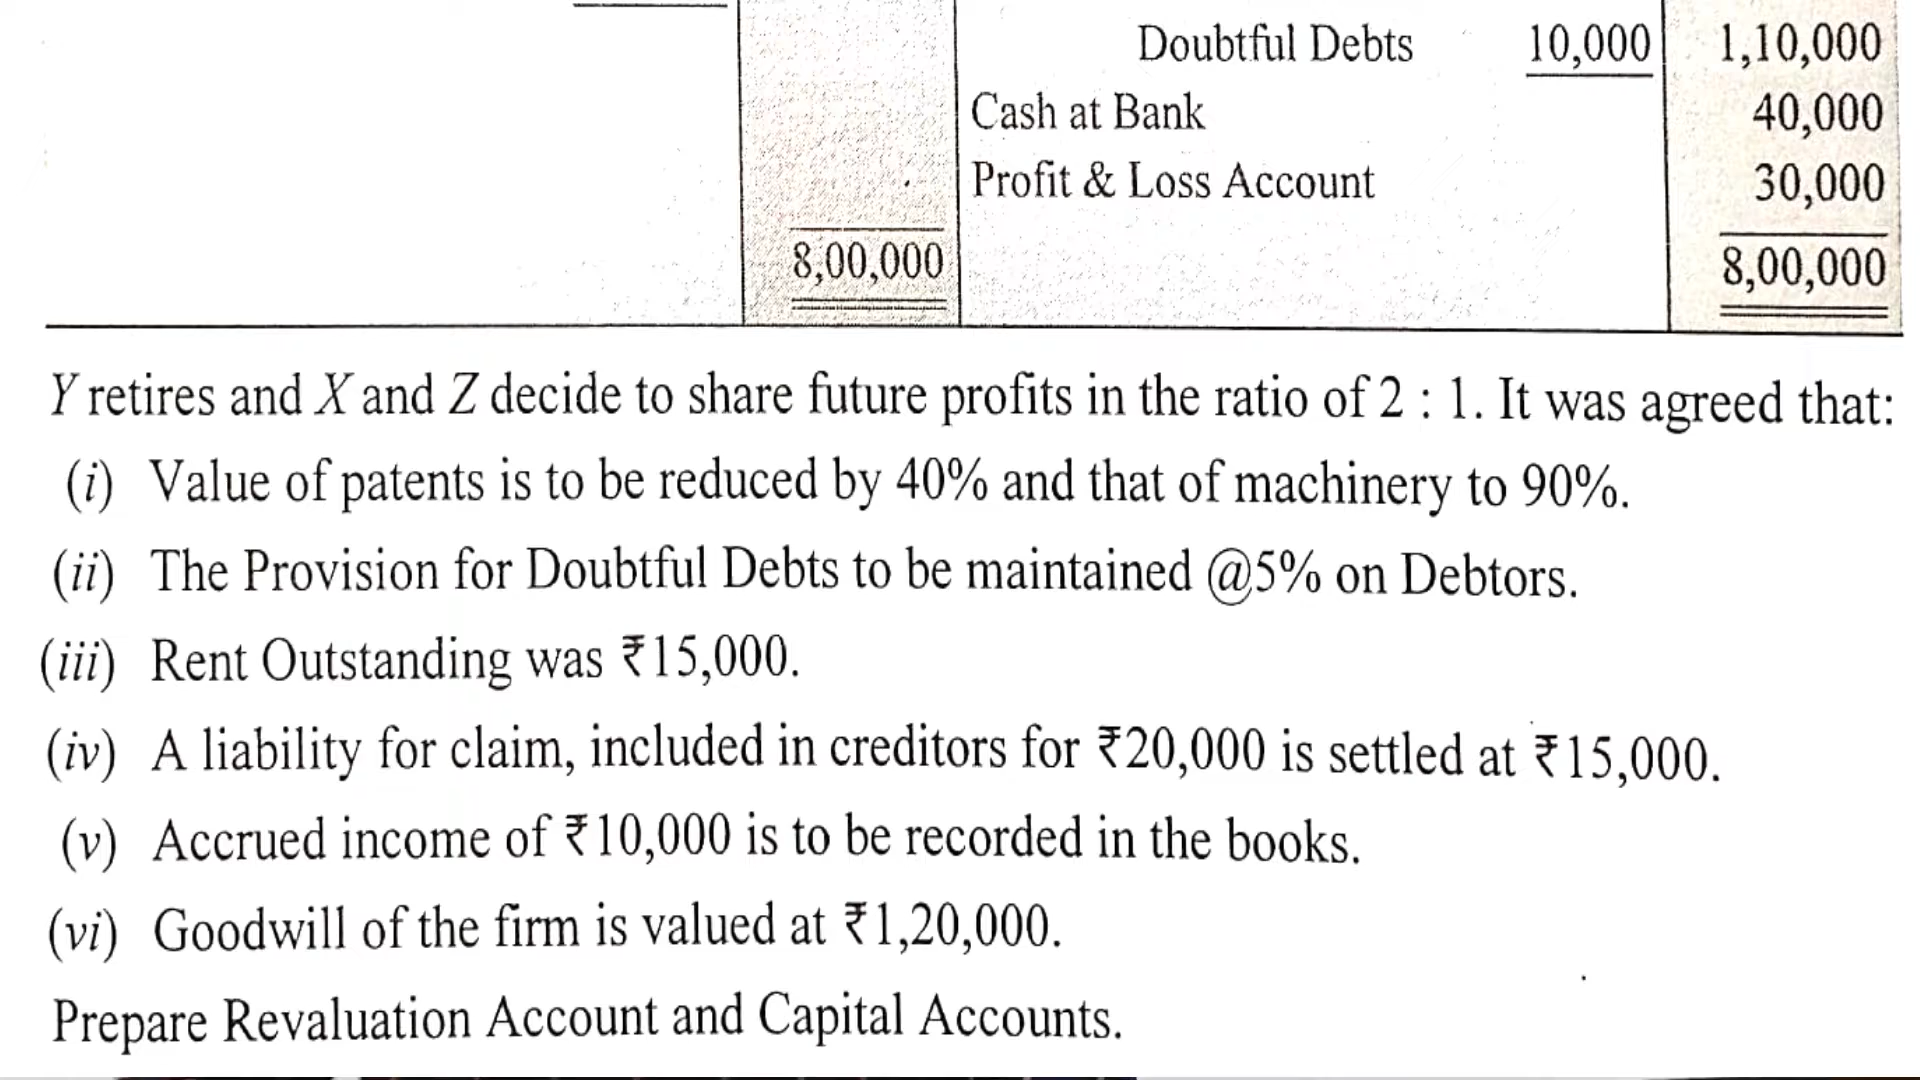 Doubtful Debts 10,000 1,10,000
Cash at Bank 40,000
Profit & Loss Account 30,000
8,00,000 8,00,000
Y retires and X and Z decide to share future profits in the ratio of 2 : 1. It was agreed that:
(i) Value of patents is to be reduced by 40% and that of machinery to 90%.
(ii) The Provision for Doubtful Debts to be maintained @5% on Debtors.
(iii) Rent Outstanding was ₹15,000.
(iv) A liability for claim, included in creditors for ₹20,000 is settled at ₹15,000.
(v) Accrued income of ₹10,000 is to be recorded in the books.
(vi) Goodwill of the firm is valued at ₹1,20,000.
Prepare Revaluation Account and Capital Accounts.